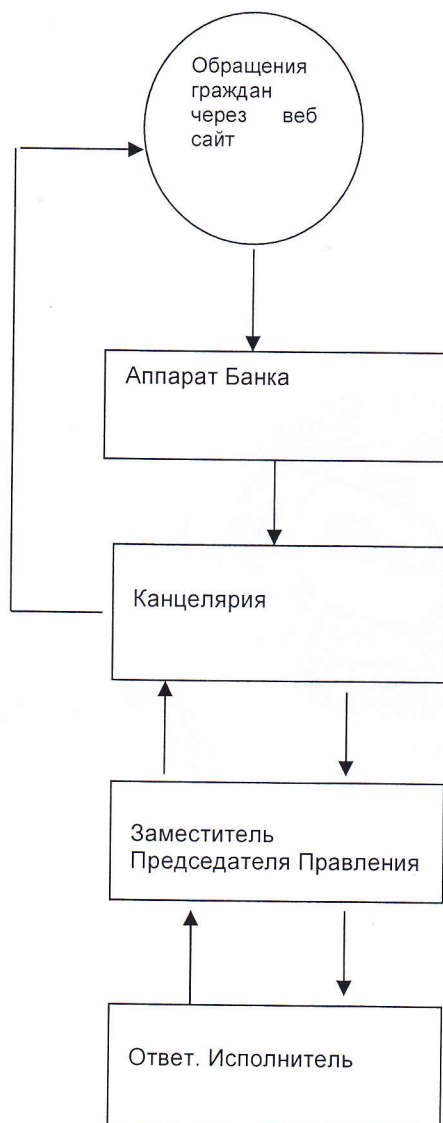 Обращения
граждан
через веб
сайт
Аппарат Банка
Канцелярия
Заместитель
Председателя Правления
Ответ. Исполнитель